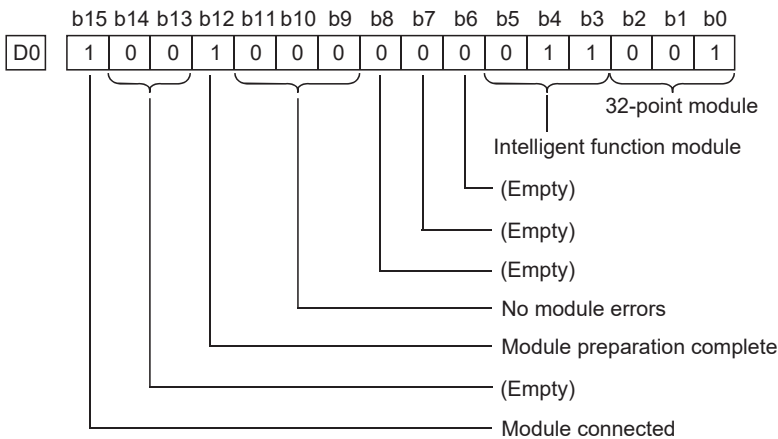 b15 b14 b13 b12 b11 b10 b9 b8 b7 b6 b5 b4 b3 b2 b1 b0
D0 1 0 0 1 0 0 0 0 0 0 0 1 1 0 0 1
32-point module
Intelligent function module
(Empty)
(Empty)
(Empty)
No module errors
Module preparation complete
(Empty)
Module connected